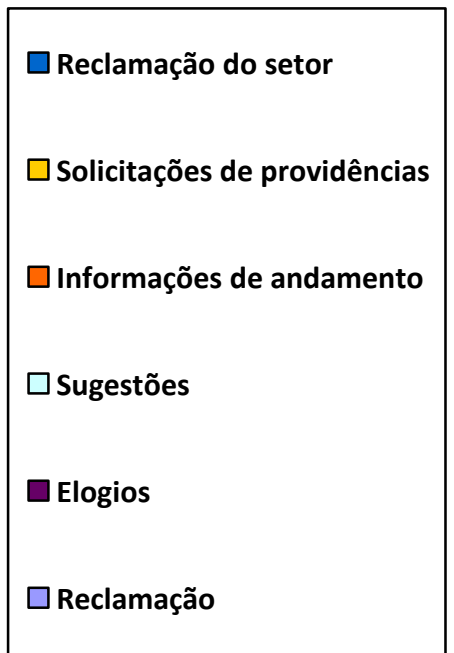 Reclamação do setor
Solicitações de providências
Informações de andamento
Sugestões
Elogios
Reclamação